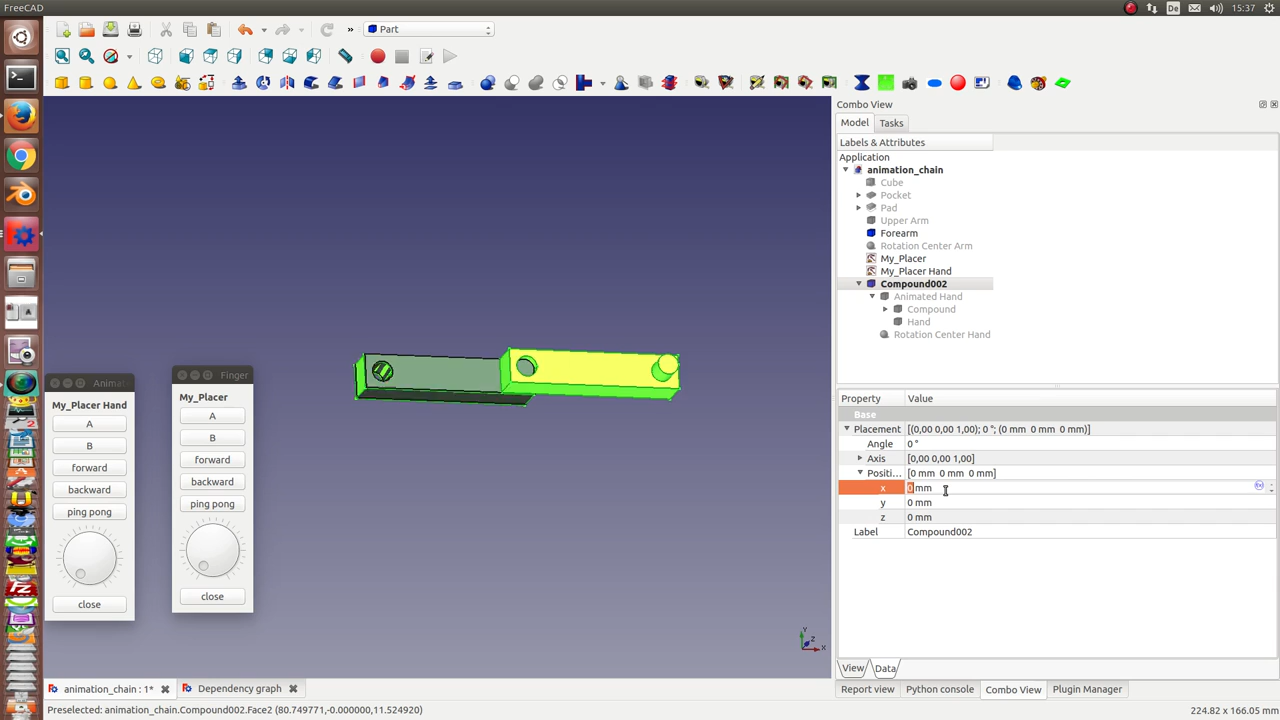 FreeCAD
De
15:37
Part
Combo View
Model
Tasks
Labels & Attributes
Application
animation_chain
Cube
Pocket
Pad
Upper Arm
Forearm
Rotation Center Arm
My_Placer
My_Placer Hand
Compound002
Animated Hand
Compound
Hand
Rotation Center Hand
Animat
My_Placer Hand
A
B
forward
backward
ping pong
close
Finger
My_Placer
A
B
forward
backward
ping pong
close
Property Value
Base
Placement [(0,00 0,00 1,00); 0 °; (0 mm 0 mm 0 mm)]
Angle 0 °
Axis [0,00 0,00 1,00]
Positi... [0 mm 0 mm 0 mm]
x 0 mm
y 0 mm
z 0 mm
Label Compound002
Y
Z
X
View
Data
animation_chain : 1*
Dependency graph
Report view
Python console
Combo View
Plugin Manager
Preselected: animation_chain.Compound002.Face2 (80.749771,-0.000000,11.524920)
224.82 x 166.05 mm